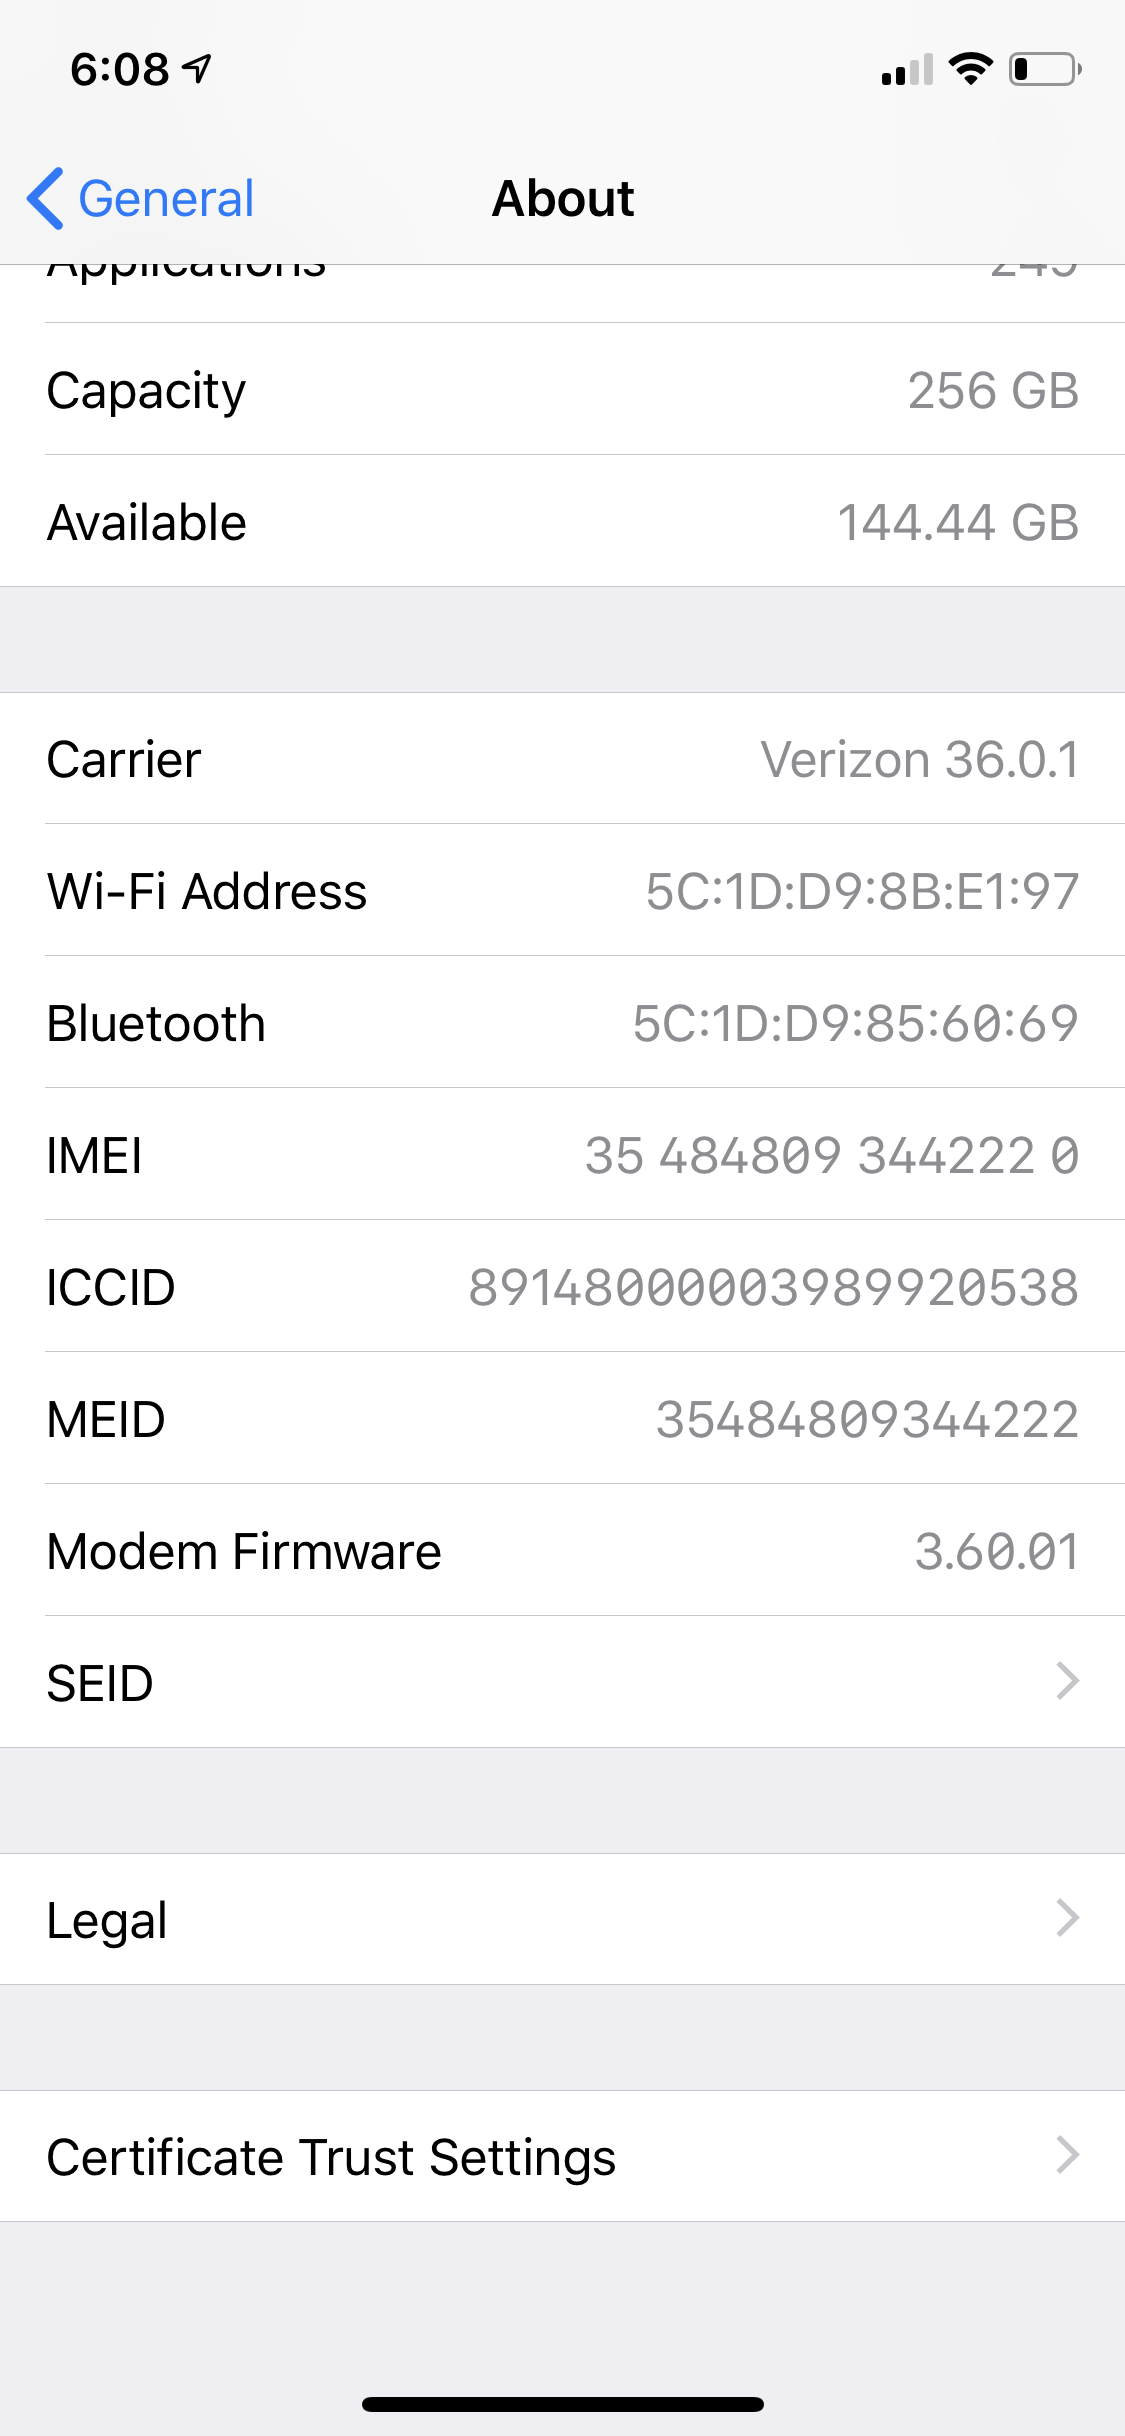 6:08
General
About
Applications
Capacity 256 GB
Available 144.44 GB
Carrier Verizon 36.0.1
Wi-Fi Address 5C:1D:D9:8B:E1:97
Bluetooth 5C:1D:D9:85:60:69
IMEI 35 484809 344222 0
ICCID 89148000003989920538
MEID 35484809344222
Modem Firmware 3.60.01
SEID
Legal
Certificate Trust Settings